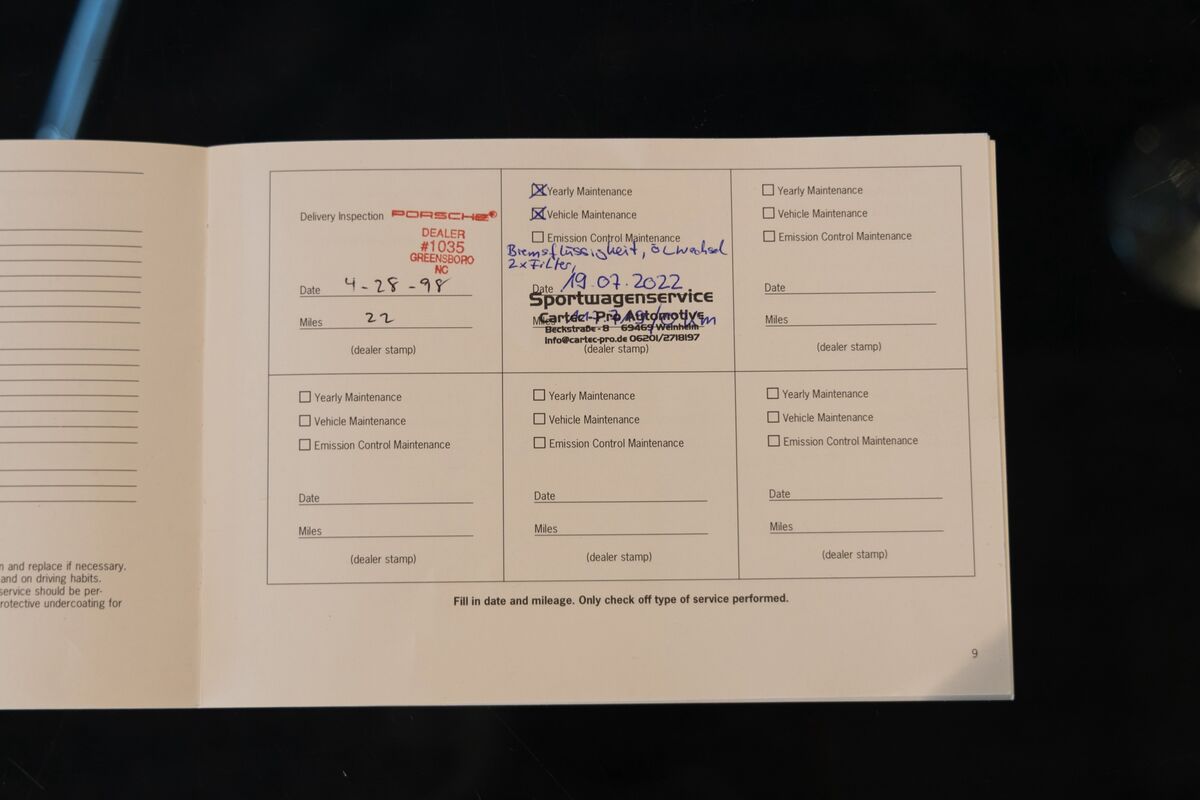 n and replace if necessary.
and on driving habits.
service should be per-
rotective undercoating for
Delivery Inspection PORSCHE®
DEALER
#1035
GREENSBORO
NC
Date 4-28-98
Miles 22
(dealer stamp)
Yearly Maintenance
Vehicle Maintenance
Emission Control Maintenance
Bremsflüssigkeit, Ölwechsel
2xFilter,
Date 19.07.2022
Sportwagenservice
Cartec-Pro Automotive
Beckstraße-8 69469 Weinheim
Info@cartec-pro.de 06201/2718197
(dealer stamp)
Yearly Maintenance
Vehicle Maintenance
Emission Control Maintenance
Date
Miles
(dealer stamp)
Yearly Maintenance
Vehicle Maintenance
Emission Control Maintenance
Date
Miles
(dealer stamp)
Yearly Maintenance
Vehicle Maintenance
Emission Control Maintenance
Date
Miles
(dealer stamp)
Yearly Maintenance
Vehicle Maintenance
Emission Control Maintenance
Date
Miles
(dealer stamp)
Fill in date and mileage. Only check off type of service performed.
9